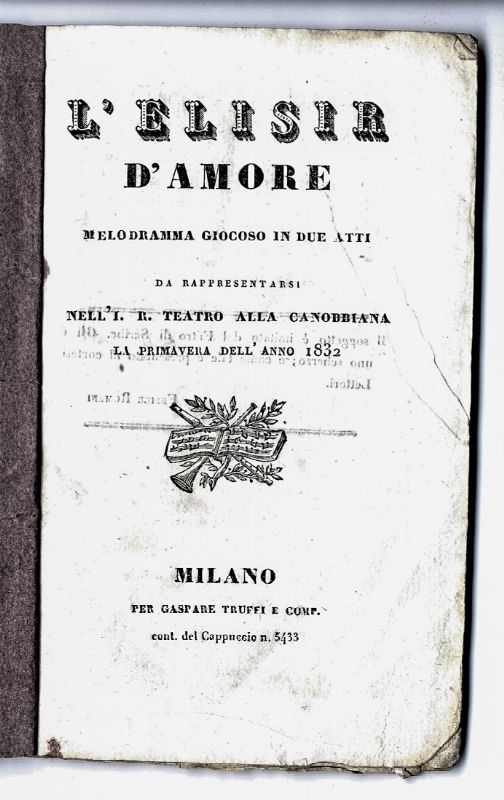 L'ELISIR
D'AMORE
MELODRAMMA GIOCOSO IN DUE ATTI
DA RAPPRESENTARSI
NELL'I. R. TEATRO ALLA CANOBBIANA
LA PRIMAVERA DELL'ANNO 1832
MILANO
PER GASPARE TRUFFI E COMP.
cont. del Cappuccio n. 5433